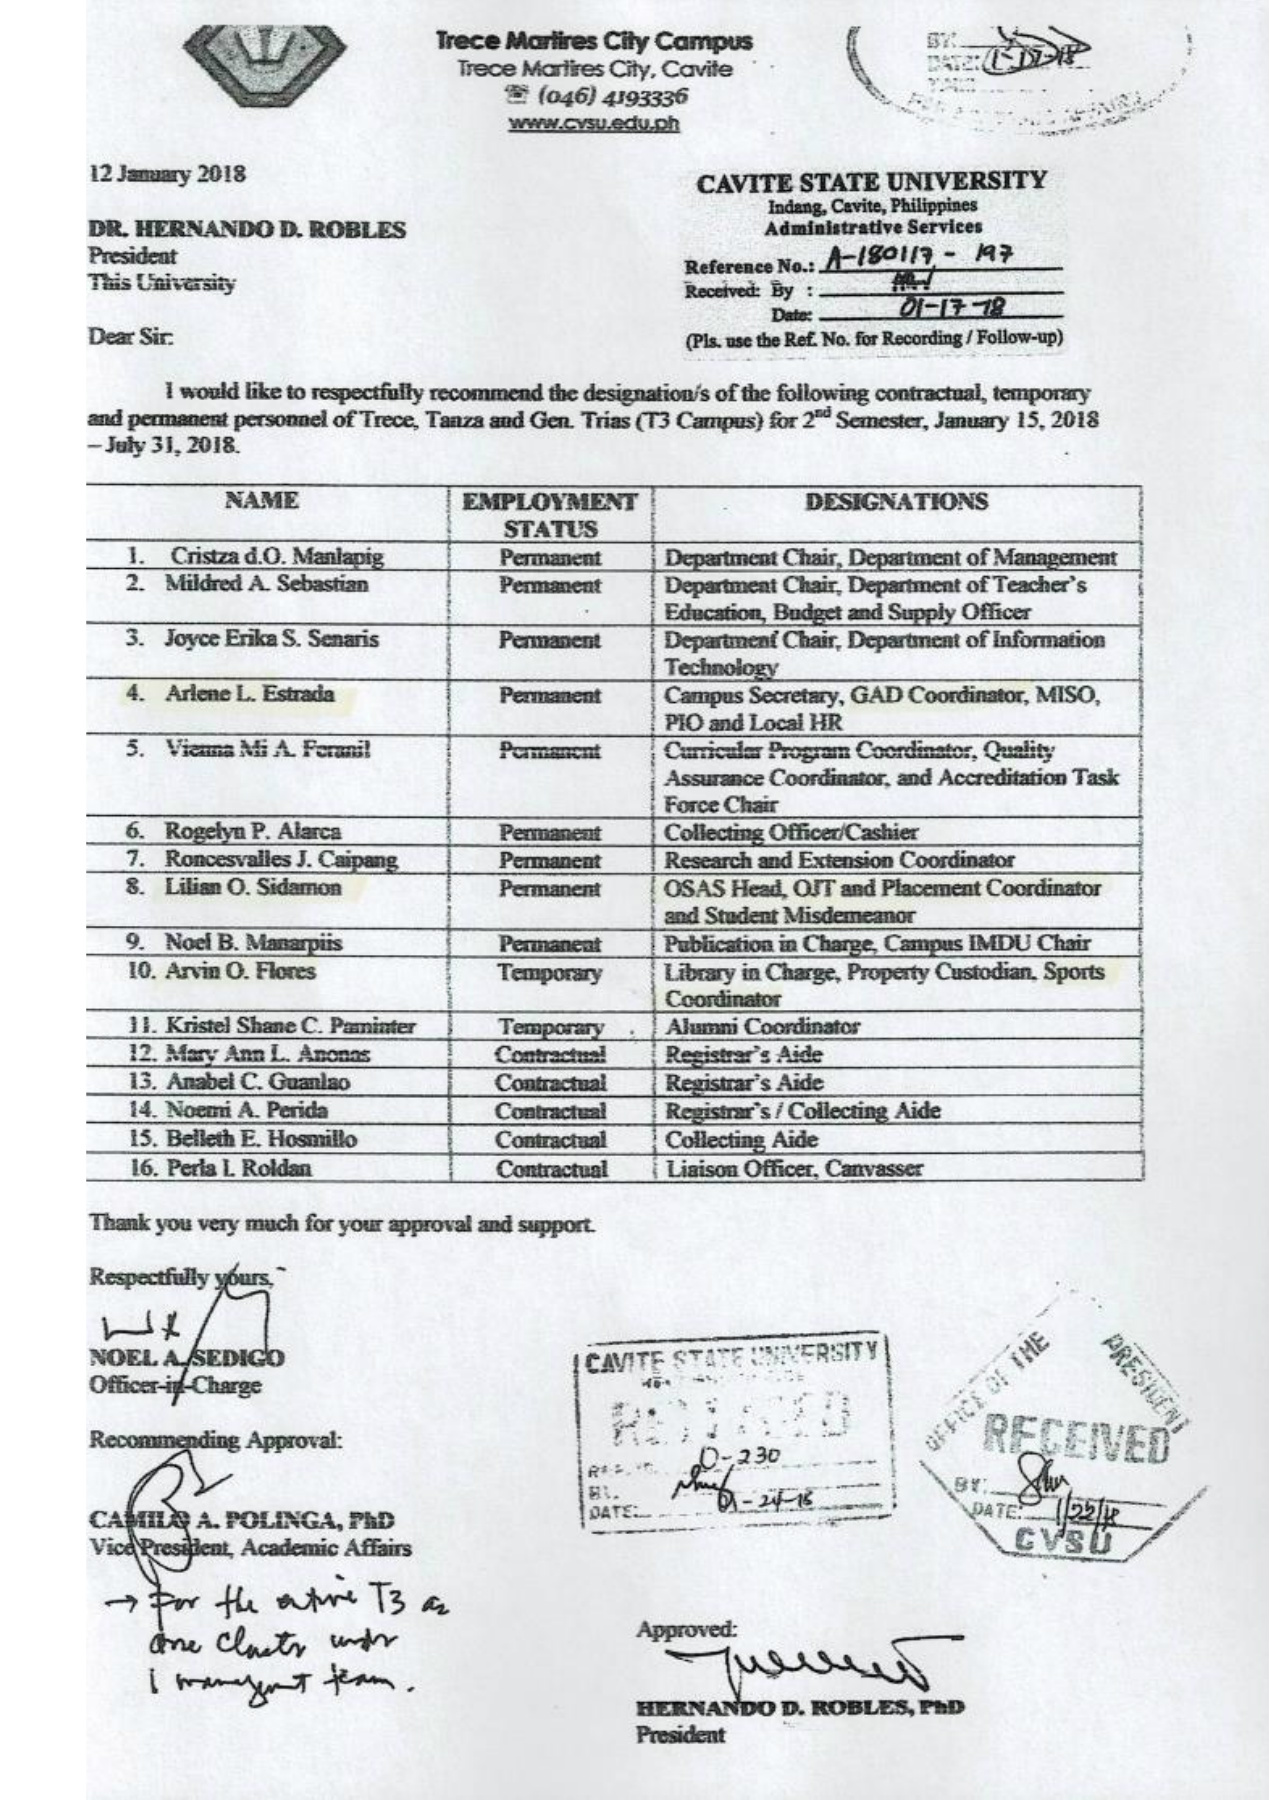 Trece Martires City Campus
Trece Martires City, Cavite
☏ (046) 4193336
www.cvsu.edu.ph
BY:
DATE: 1-17-18
12 January 2018
CAVITE STATE UNIVERSITY
Indang, Cavite, Philippines
Administrative Services
Reference No.: A-180117 - 197
Received: By :
Date: 01-17-18
(Pls. use the Ref. No. for Recording / Follow-up)
DR. HERNANDO D. ROBLES
President
This University
Dear Sir:
I would like to respectfully recommend the designation/s of the following contractual, temporary
and permanent personnel of Trece, Tanza and Gen. Trias (T3 Campus) for 2nd Semester, January 15, 2018
– July 31, 2018.
NAME EMPLOYMENT STATUS DESIGNATIONS
1. Cristza d.O. Manlapig Permanent Department Chair, Department of Management
2. Mildred A. Sebastian Permanent Department Chair, Department of Teacher's
Education, Budget and Supply Officer
3. Joyce Erika S. Senaris Permanent Department Chair, Department of Information
Technology
4. Arlene L. Estrada Permanent Campus Secretary, GAD Coordinator, MISO,
PIO and Local HR
5. Vienna Mi A. Feranil Permanent Curricular Program Coordinator, Quality
Assurance Coordinator, and Accreditation Task
Force Chair
6. Rogelyn P. Alarca Permanent Collecting Officer/Cashier
7. Roncesvalles J. Caipang Permanent Research and Extension Coordinator
8. Lilian O. Sidamon Permanent OSAS Head, OJT and Placement Coordinator
and Student Misdemeanor
9. Noel B. Manarpiis Permanent Publication in Charge, Campus IMDU Chair
10. Arvin O. Flores Temporary Library in Charge, Property Custodian, Sports
Coordinator
11. Kristel Shane C. Paminter Temporary Alumni Coordinator
12. Mary Ann L. Anonas Contractual Registrar's Aide
13. Anabel C. Guanlao Contractual Registrar's Aide
14. Noemi A. Perida Contractual Registrar's / Collecting Aide
15. Belleth E. Hosmillo Contractual Collecting Aide
16. Perla I. Roldan Contractual Liaison Officer, Canvasser
Thank you very much for your approval and support.
Respectfully yours,
NOEL A. SEDIGO
Officer-in-Charge
Recommending Approval:
CAMILO A. POLINGA, PhD
Vice President, Academic Affairs
→ For the entire T3 as
one Cluster under
1 management team.
CAVITE STATE UNIVERSITY
O-230
BY.
DATE: 01-24-18
OFFICE OF THE PRESIDENT
RECEIVED
BY:
DATE: 1/22/18
CVSU
Approved:
HERNANDO D. ROBLES, PhD
President